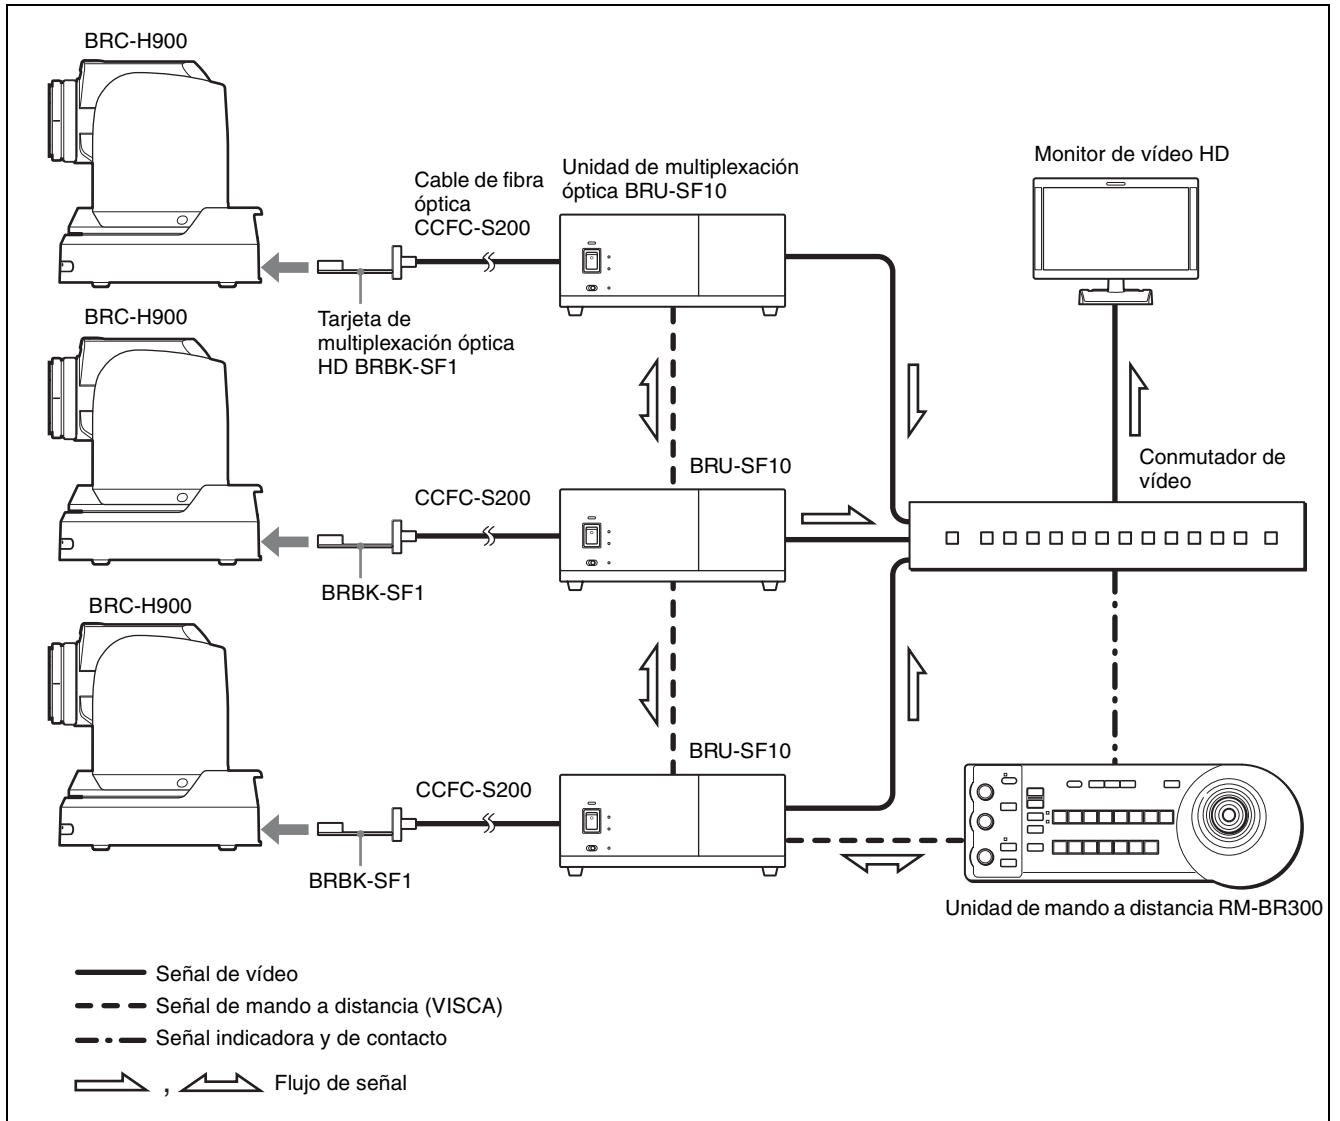 BRC-H900
Cable de fibra
óptica
CCFC-S200
Unidad de multiplexación
óptica BRU-SF10
Monitor de vídeo HD
BRC-H900
Tarjeta de
multiplexación óptica
HD BRBK-SF1
BRU-SF10
Conmutador de
vídeo
CCFC-S200
BRBK-SF1
BRC-H900
BRU-SF10
CCFC-S200
BRBK-SF1
Unidad de mando a distancia RM-BR300
Señal de vídeo
Señal de mando a distancia (VISCA)
Señal indicadora y de contacto
, Flujo de señal